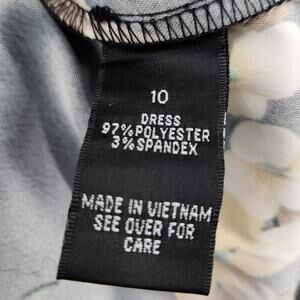 10
DRESS
97%POLYESTER
3%SPANDEX
MADE IN VIETNAM
SEE OVER FOR
CARE